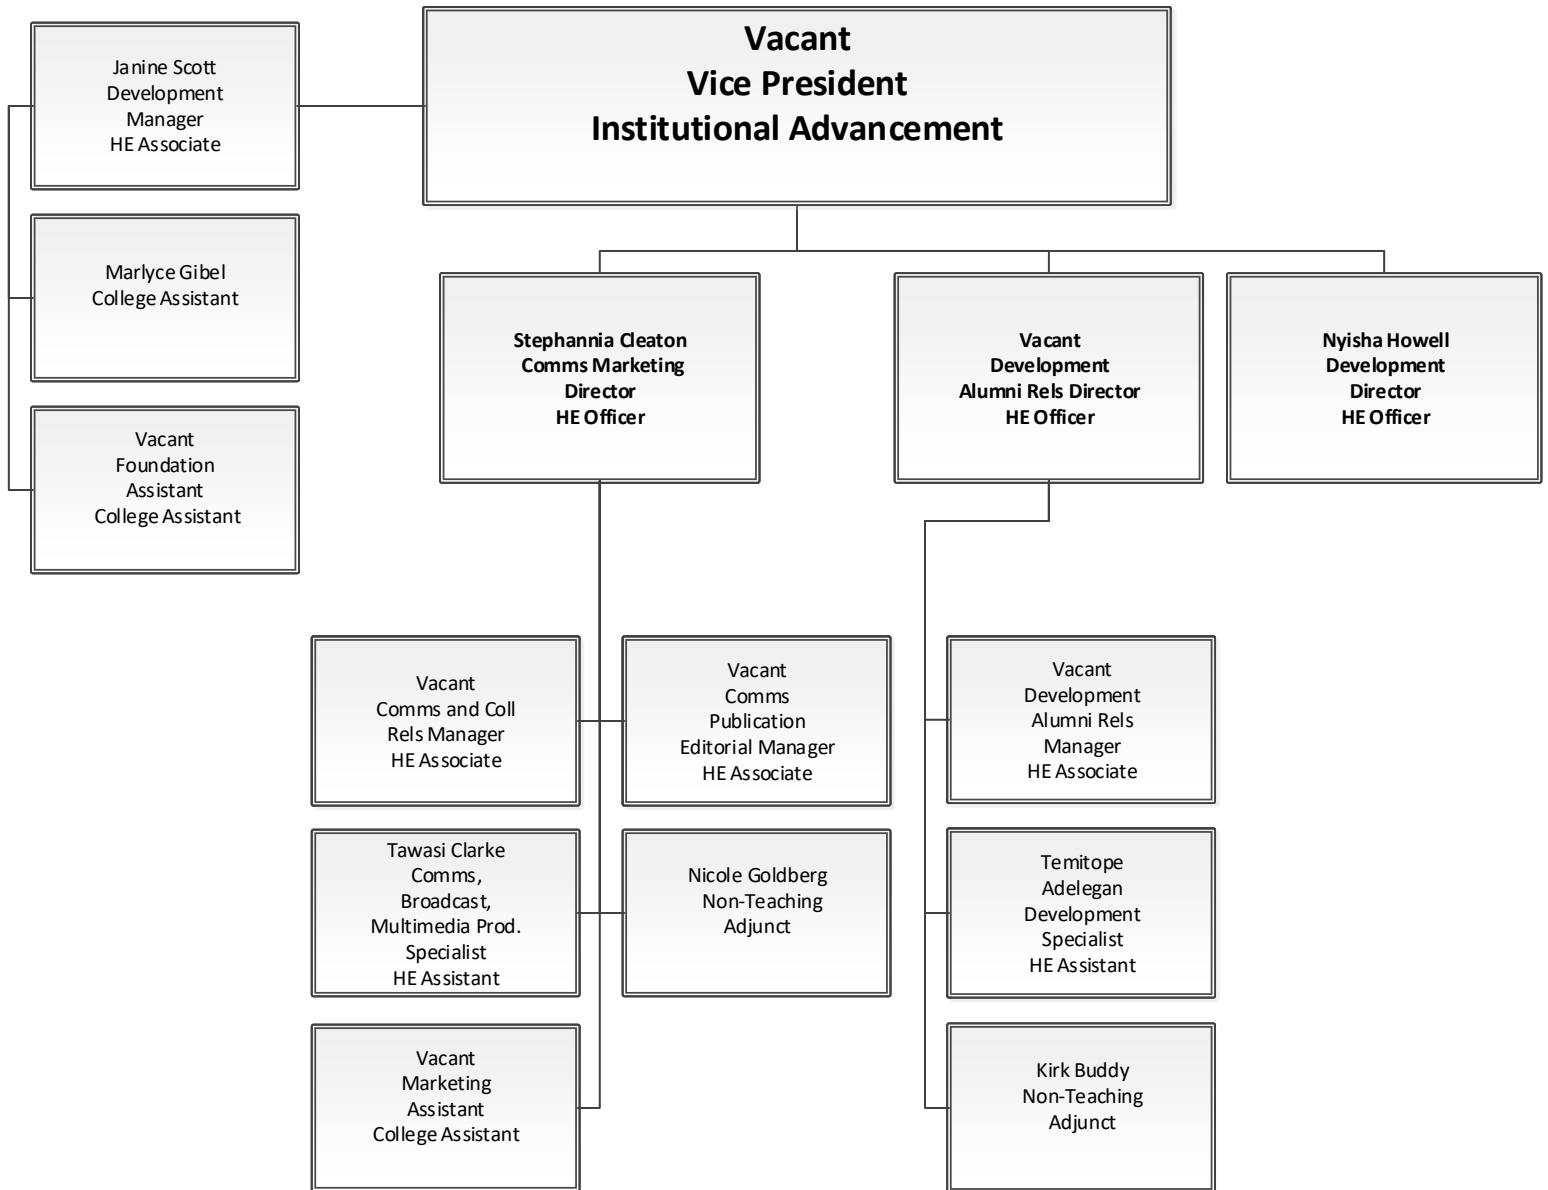 Vacant
Vice President
Institutional Advancement
Janine Scott
Development
Manager
HE Associate
Marlyce Gibel
College Assistant
Vacant
Foundation
Assistant
College Assistant
Stephannia Cleaton
Comms Marketing
Director
HE Officer
Vacant
Development
Alumni Rels Director
HE Officer
Nyisha Howell
Development
Director
HE Officer
Vacant
Comms and Coll
Rels Manager
HE Associate
Vacant
Comms
Publication
Editorial Manager
HE Associate
Vacant
Development
Alumni Rels
Manager
HE Associate
Tawasi Clarke
Comms,
Broadcast,
Multimedia Prod.
Specialist
HE Assistant
Nicole Goldberg
Non-Teaching
Adjunct
Temitope
Adelegan
Development
Specialist
HE Assistant
Vacant
Marketing
Assistant
College Assistant
Kirk Buddy
Non-Teaching
Adjunct